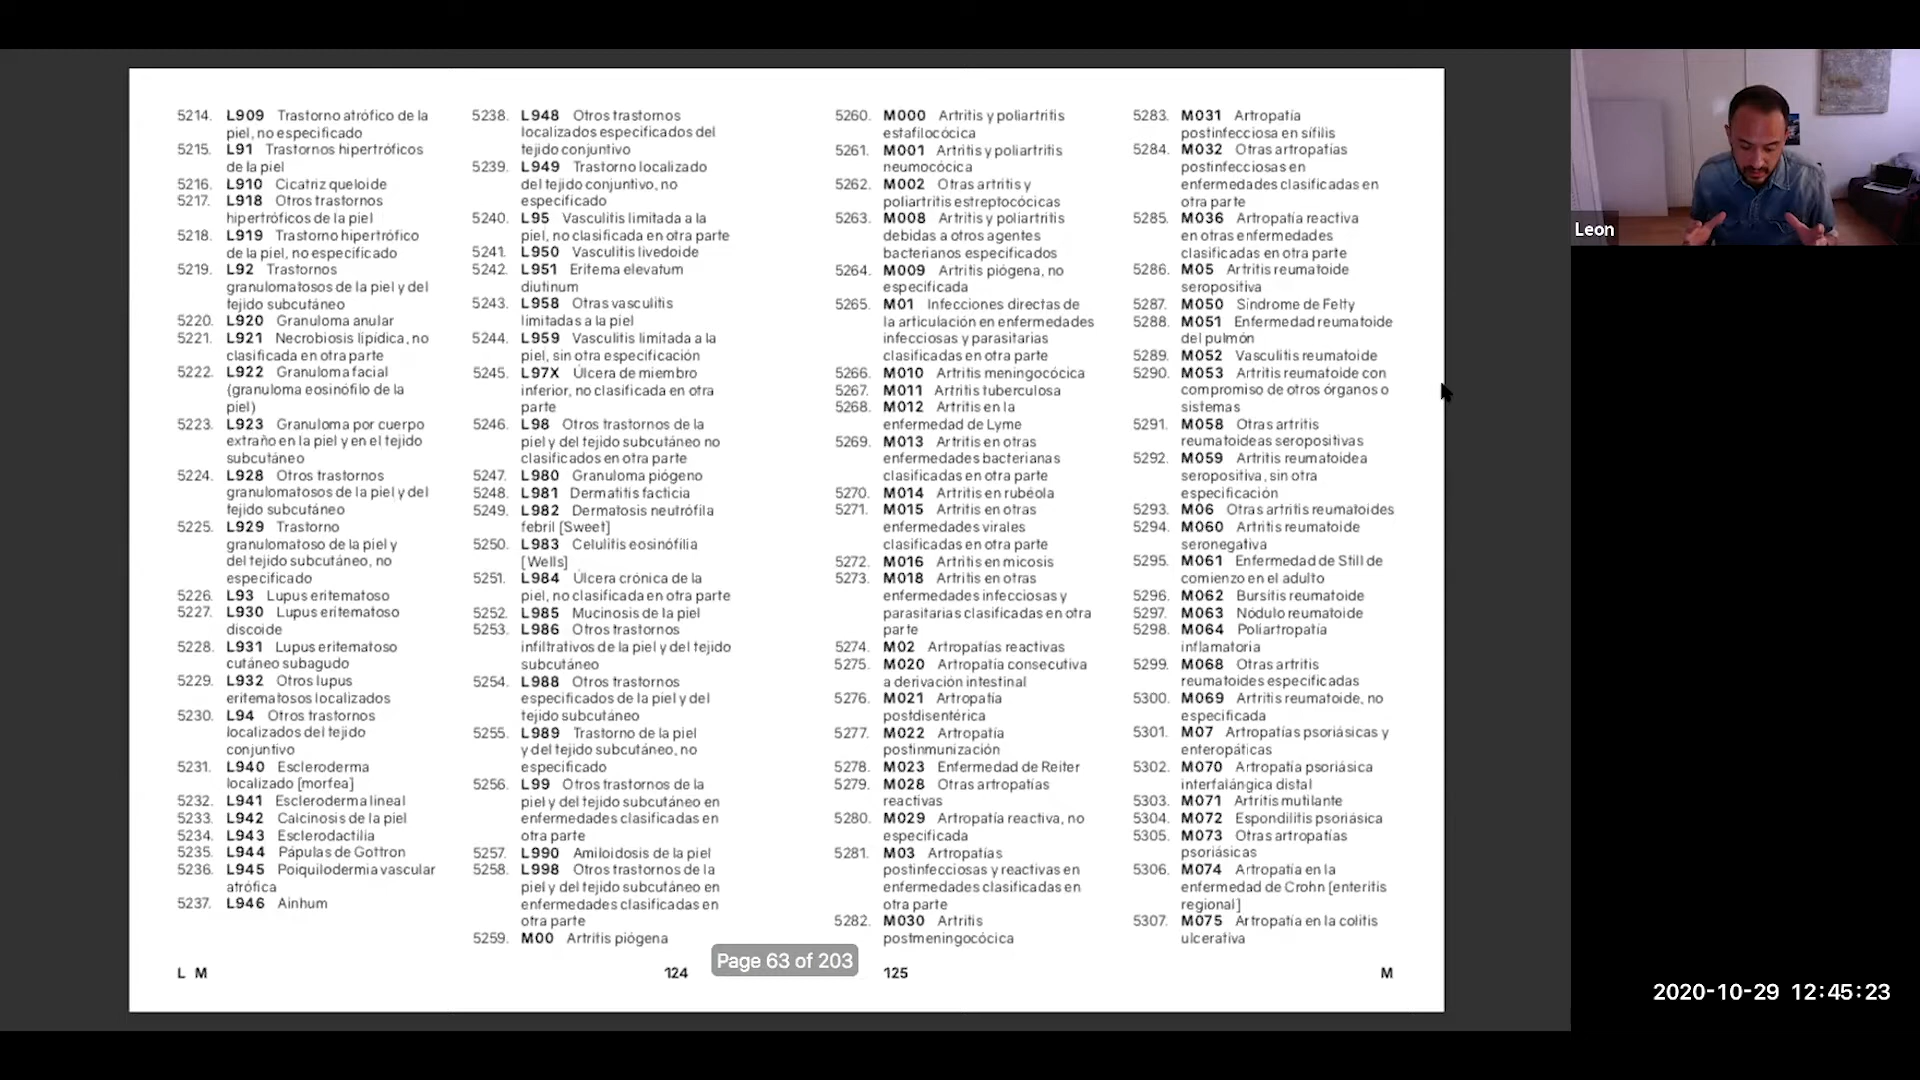 5214. L909 Trastorno atrófico de la
piel, no especificado
5215. L91 Trastornos hipertróficos
de la piel
5216. L910 Cicatriz queloide
5217. L918 Otros trastornos
hipertróficos de la piel
5218. L919 Trastorno hipertrófico
de la piel, no especificado
5219. L92 Trastornos
granulomatosos de la piel y del
tejido subcutáneo
5220. L920 Granuloma anular
5221. L921 Necrobiosis lipídica, no
clasificada en otra parte
5222. L922 Granuloma facial
(granuloma eosinófilo de la
piel)
5223. L923 Granuloma por cuerpo
extraño en la piel y en el tejido
subcutáneo
5224. L928 Otros trastornos
granulomatosos de la piel y del
tejido subcutáneo
5225. L929 Trastorno
granulomatoso de la piel y
del tejido subcutáneo, no
especificado
5226. L93 Lupus eritematoso
5227. L930 Lupus eritematoso
discoide
5228. L931 Lupus eritematoso
cutáneo subagudo
5229. L932 Otros lupus
eritematosos localizados
5230. L94 Otros trastornos
localizados del tejido
conjuntivo
5231. L940 Escleroderma
localizado [morfea]
5232. L941 Escleroderma lineal
5233. L942 Calcinosis de la piel
5234. L943 Esclerodactilia
5235. L944 Pápulas de Gottron
5236. L945 Poiquilodermia vascular
atrófica
5237. L946 Ainhum
5238. L948 Otros trastornos
localizados especificados del
tejido conjuntivo
5239. L949 Trastorno localizado
del tejido conjuntivo, no
especificado
5240. L95 Vasculitis limitada a la
piel, no clasificada en otra parte
5241. L950 Vasculitis livedoide
5242. L951 Eritema elevatum
diutinum
5243. L958 Otras vasculitis
limitadas a la piel
5244. L959 Vasculitis limitada a la
piel, sin otra especificación
5245. L97X Úlcera de miembro
inferior, no clasificada en otra
parte
5246. L98 Otros trastornos de la
piel y del tejido subcutáneo no
clasificados en otra parte
5247. L980 Granuloma piógeno
5248. L981 Dermatitis facticia
5249. L982 Dermatosis neutrófila
febril [Sweet]
5250. L983 Celulitis eosinófilia
[Wells]
5251. L984 Úlcera crónica de la
piel, no clasificada en otra parte
5252. L985 Mucinosis de la piel
5253. L986 Otros trastornos
infiltrativos de la piel y del tejido
subcutáneo
5254. L988 Otros trastornos
especificados de la piel y del
tejido subcutáneo
5255. L989 Trastorno de la piel
y del tejido subcutáneo, no
especificado
5256. L99 Otros trastornos de la
piel y del tejido subcutáneo en
enfermedades clasificadas en
otra parte
5257. L990 Amiloidosis de la piel
5258. L998 Otros trastornos de la
piel y del tejido subcutáneo en
enfermedades clasificadas en
otra parte
5259. M00 Artritis piógena
5260. M000 Artritis y poliartritis
estafilocócica
5261. M001 Artritis y poliartritis
neumocócica
5262. M002 Otras artritis y
poliartritis estreptocócicas
5263. M008 Artritis y poliartritis
debidas a otros agentes
bacterianos especificados
5264. M009 Artritis piógena, no
especificada
5265. M01 Infecciones directas de
la articulación en enfermedades
infecciosas y parasitarias
clasificadas en otra parte
5266. M010 Artritis meningocócica
5267. M011 Artritis tuberculosa
5268. M012 Artritis en la
enfermedad de Lyme
5269. M013 Artritis en otras
enfermedades bacterianas
clasificadas en otra parte
5270. M014 Artritis en rubéola
5271. M015 Artritis en otras
enfermedades virales
clasificadas en otra parte
5272. M016 Artritis en micosis
5273. M018 Artritis en otras
enfermedades infecciosas y
parasitarias clasificadas en otra
parte
5274. M02 Artropatías reactivas
5275. M020 Artropatía consecutiva
a derivación intestinal
5276. M021 Artropatía
postdisentérica
5277. M022 Artropatía
postinmunización
5278. M023 Enfermedad de Reiter
5279. M028 Otras artropatías
reactivas
5280. M029 Artropatía reactiva, no
especificada
5281. M03 Artropatías
postinfecciosas y reactivas en
enfermedades clasificadas en
otra parte
5282. M030 Artritis
postmeningocócica
5283. M031 Artropatía
postinfecciosa en sífilis
5284. M032 Otras artropatías
postinfecciosas en
enfermedades clasificadas en
otra parte
5285. M036 Artropatía reactiva
en otras enfermedades
clasificadas en otra parte
5286. M05 Artritis reumatoide
seropositiva
5287. M050 Síndrome de Felty
5288. M051 Enfermedad reumatoide
del pulmón
5289. M052 Vasculitis reumatoide
5290. M053 Artritis reumatoide con
compromiso de otros órganos o
sistemas
5291. M058 Otras artritis
reumatoideas seropositivas
5292. M059 Artritis reumatoidea
seropositiva, sin otra
especificación
5293. M06 Otras artritis reumatoides
5294. M060 Artritis reumatoide
seronegativa
5295. M061 Enfermedad de Still de
comienzo en el adulto
5296. M062 Bursitis reumatoide
5297. M063 Nódulo reumatoide
5298. M064 Poliartropatía
inflamatoria
5299. M068 Otras artritis
reumatoides especificadas
5300. M069 Artritis reumatoide, no
especificada
5301. M07 Artropatías psoriásicas y
enteropáticas
5302. M070 Artropatía psoriásica
interfalángica distal
5303. M071 Artritis mutilante
5304. M072 Espondilitis psoriásica
5305. M073 Otras artropatías
psoriásicas
5306. M074 Artropatía en la
enfermedad de Crohn [enteritis
regional]
5307. M075 Artropatía en la colitis
ulcerativa
L M
124
Page 63 of 203
125
M
Leon
2020-10-29 12:45:23